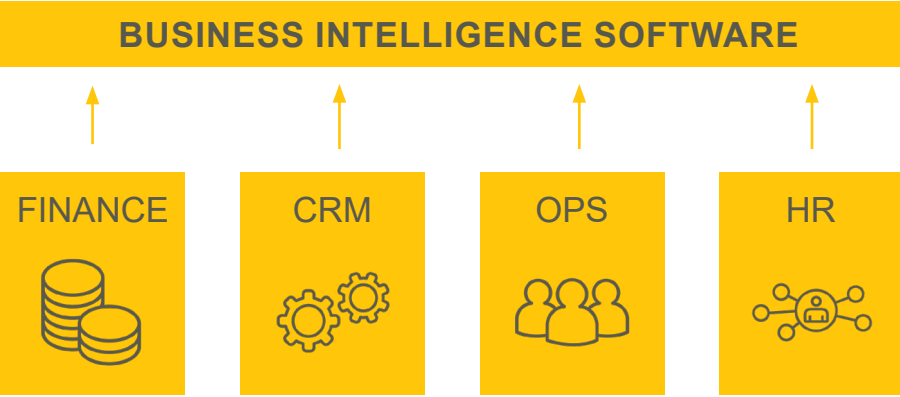 BUSINESS INTELLIGENCE SOFTWARE
FINANCE
CRM
OPS
HR